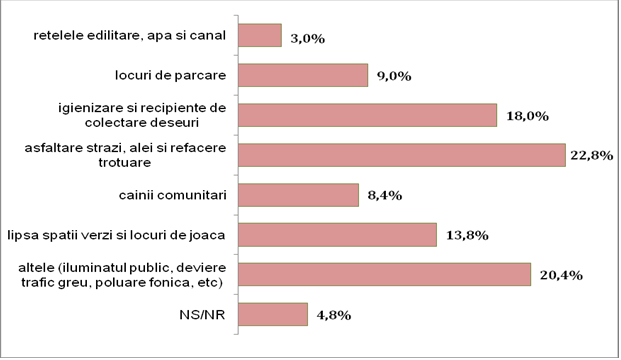 retelele edilitare, apa si canal
3,0%
locuri de parcare
9,0%
igienizare si recipiente de
colectare deseuri
18,0%
asfaltare strazi, alei si refacere
trotuare
22,8%
cainii comunitari
8,4%
lipsa spatii verzi si locuri de joaca
13,8%
altele (iluminatul public, deviere
trafic greu, poluare fonica, etc)
20,4%
NS/NR
4,8%